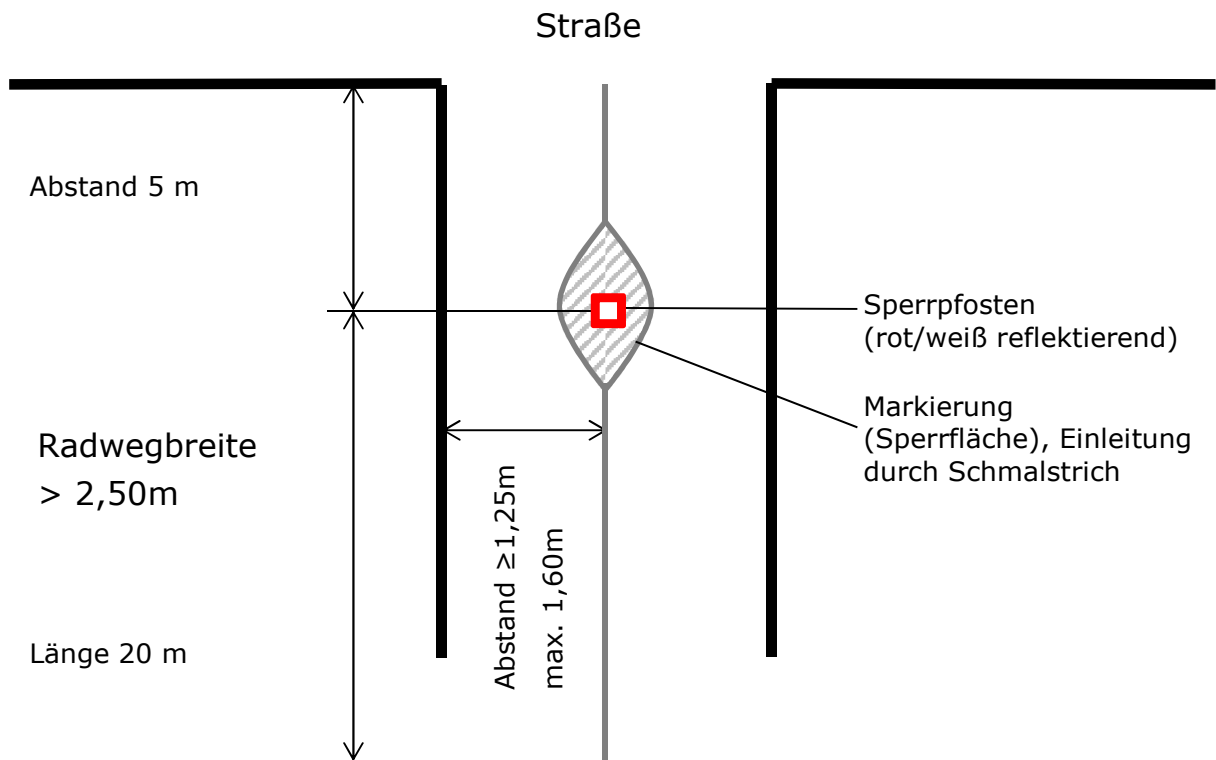 Straße
Abstand 5 m
Sperrpfosten
(rot/weiß reflektierend)
Markierung
(Sperrfläche), Einleitung
durch Schmalstrich
Radwegbreite
> 2,50m
Abstand ≥1,25m
max. 1,60m
Länge 20 m